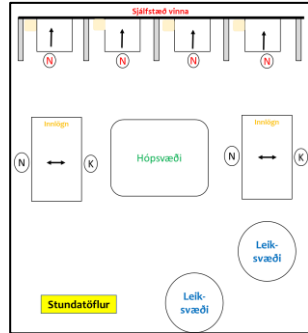 Sjálfstæð vinna
N N N N
Innlögn Innlögn
N K Hópsvæði N K
Leik-
svæði
Leik-
svæði
Stundatöflur